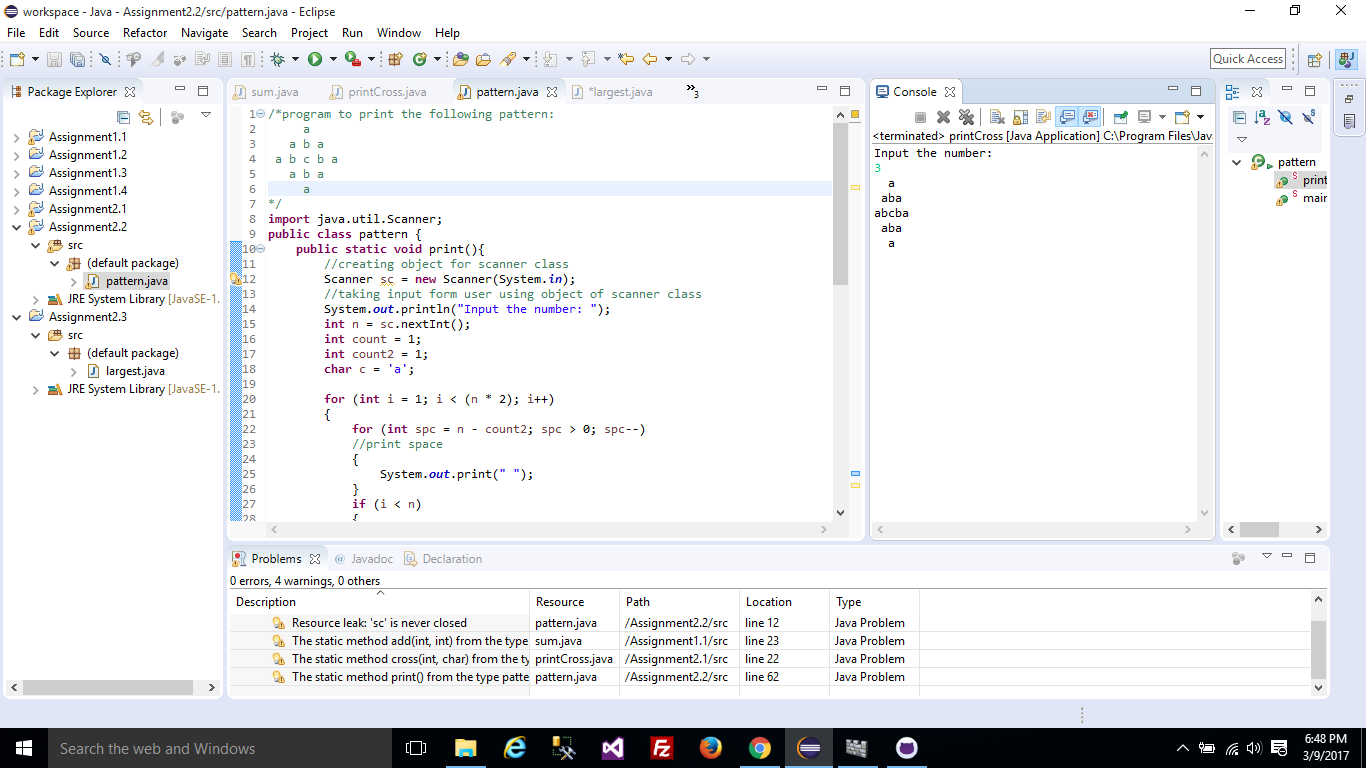 workspace - Java - Assignment2.2/src/pattern.java - Eclipse
File Edit Source Refactor Navigate Search Project Run Window Help
Quick Access
Package Explorer
Assignment1.1
Assignment1.2
Assignment1.3
Assignment1.4
Assignment2.1
Assignment2.2
src
(default package)
pattern.java
JRE System Library [JavaSE-1.
Assignment2.3
src
(default package)
largest.java
JRE System Library [JavaSE-1.
sum.java printCross.java pattern.java *largest.java »3
1 /*program to print the following pattern:
2      a
3    a b a
4  a b c b a
5    a b a
6      a
7 */
8 import java.util.Scanner;
9 public class pattern {
10     public static void print(){
11         //creating object for scanner class
12         Scanner sc = new Scanner(System.in);
13         //taking input form user using object of scanner class
14         System.out.println("Input the number: ");
15         int n = sc.nextInt();
16         int count = 1;
17         int count2 = 1;
18         char c = 'a';
19
20         for (int i = 1; i < (n * 2); i++)
21         {
22             for (int spc = n - count2; spc > 0; spc--)
23             //print space
24             {
25                 System.out.print(" ");
26             }
27             if (i < n)
28             {
Console
<terminated> printCross [Java Application] C:\Program Files\Jav
Input the number:
3
  a
 aba
abcba
 aba
  a
pattern
S print
S main
Problems @ Javadoc Declaration
0 errors, 4 warnings, 0 others
Description Resource Path Location Type
Resource leak: 'sc' is never closed pattern.java /Assignment2.2/src line 12 Java Problem
The static method add(int, int) from the type sum.java /Assignment1.1/src line 23 Java Problem
The static method cross(int, char) from the ty printCross.java /Assignment2.1/src line 22 Java Problem
The static method print() from the type patte pattern.java /Assignment2.2/src line 62 Java Problem
Search the web and Windows
6:48 PM
3/9/2017